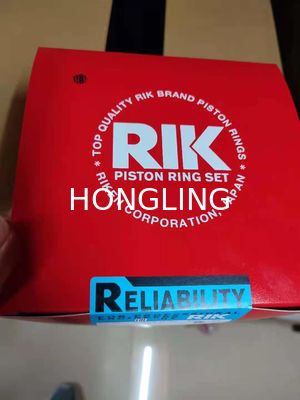 * TOP QUALITY RIK BRAND PISTON RINGS *
RIK
PISTON RING SET
HONGLING
CORPORATION, JAPAN
RELIABILITY
RIK